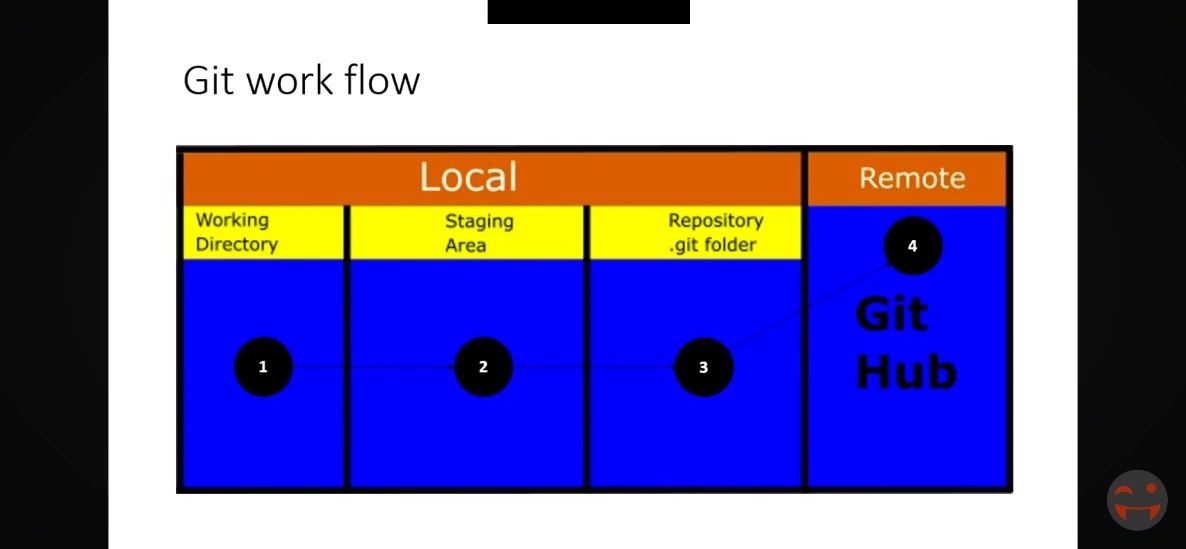 Git work flow
Local
Remote
Working
Directory
Staging
Area
Repository
.git folder
4
Git
Hub
1
2
3